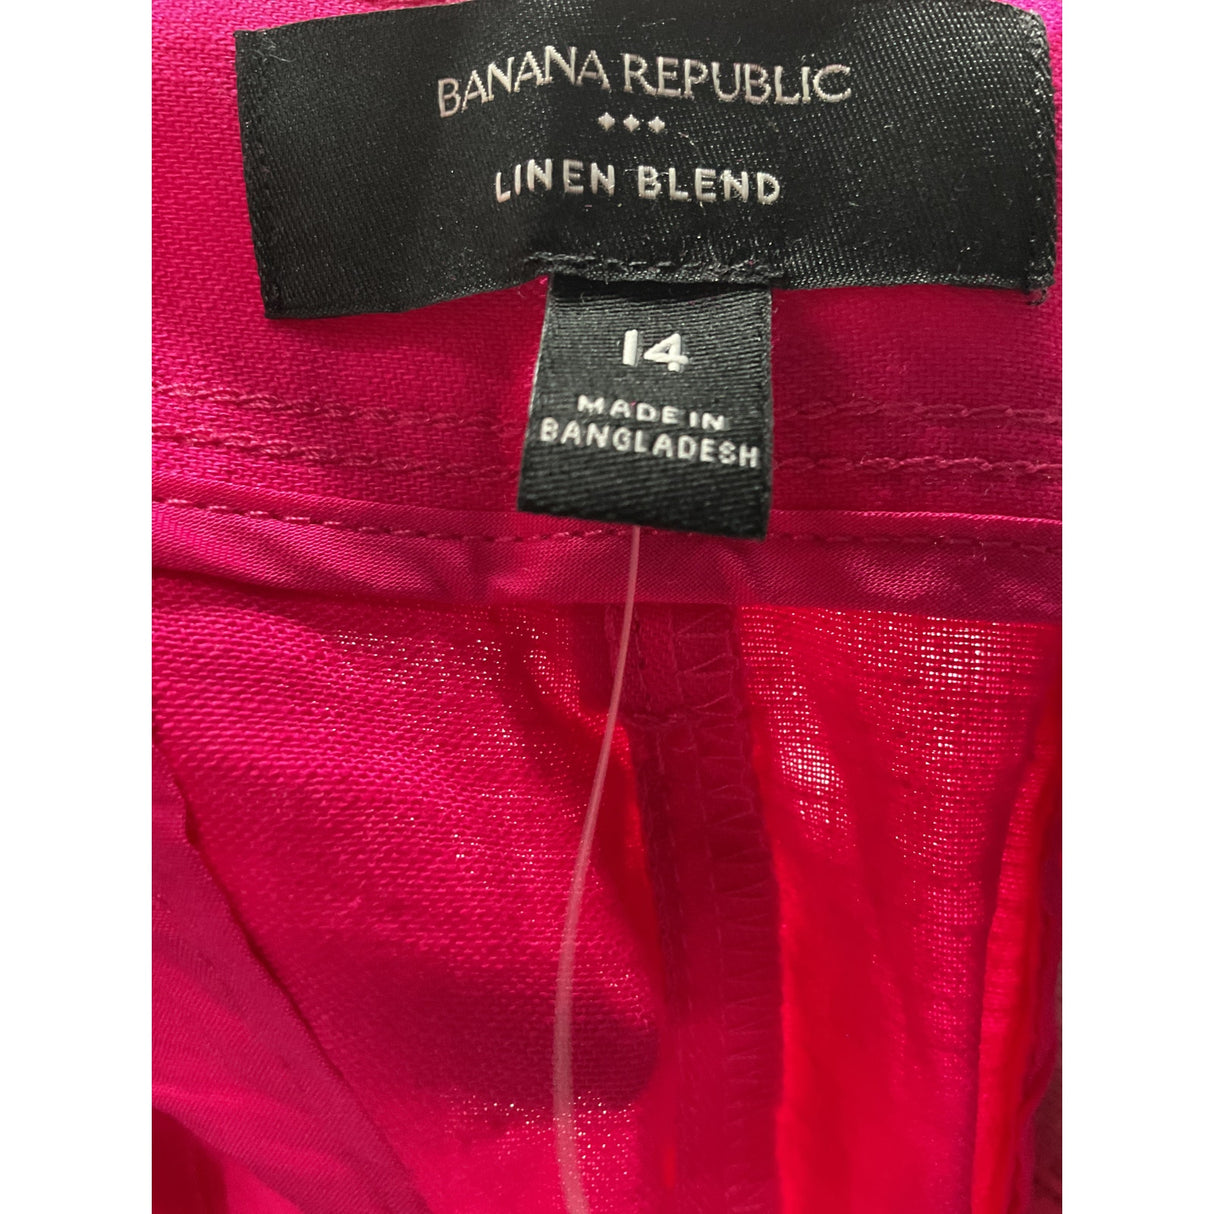 BANANA REPUBLIC
LINEN BLEND
14
MADE IN
BANGLADESH